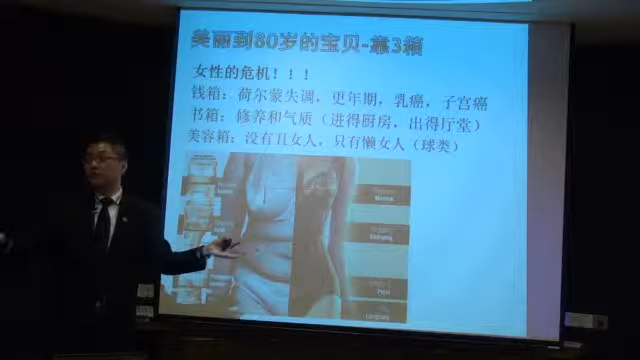 美丽到80岁的宝贝-靠3箱
女性的危机！！！
钱箱：荷尔蒙失调，更年期，乳癌，子宫癌
书箱：修养和气质（进得厨房，出得厅堂）
美容箱：没有丑女人，只有懒女人（球类）